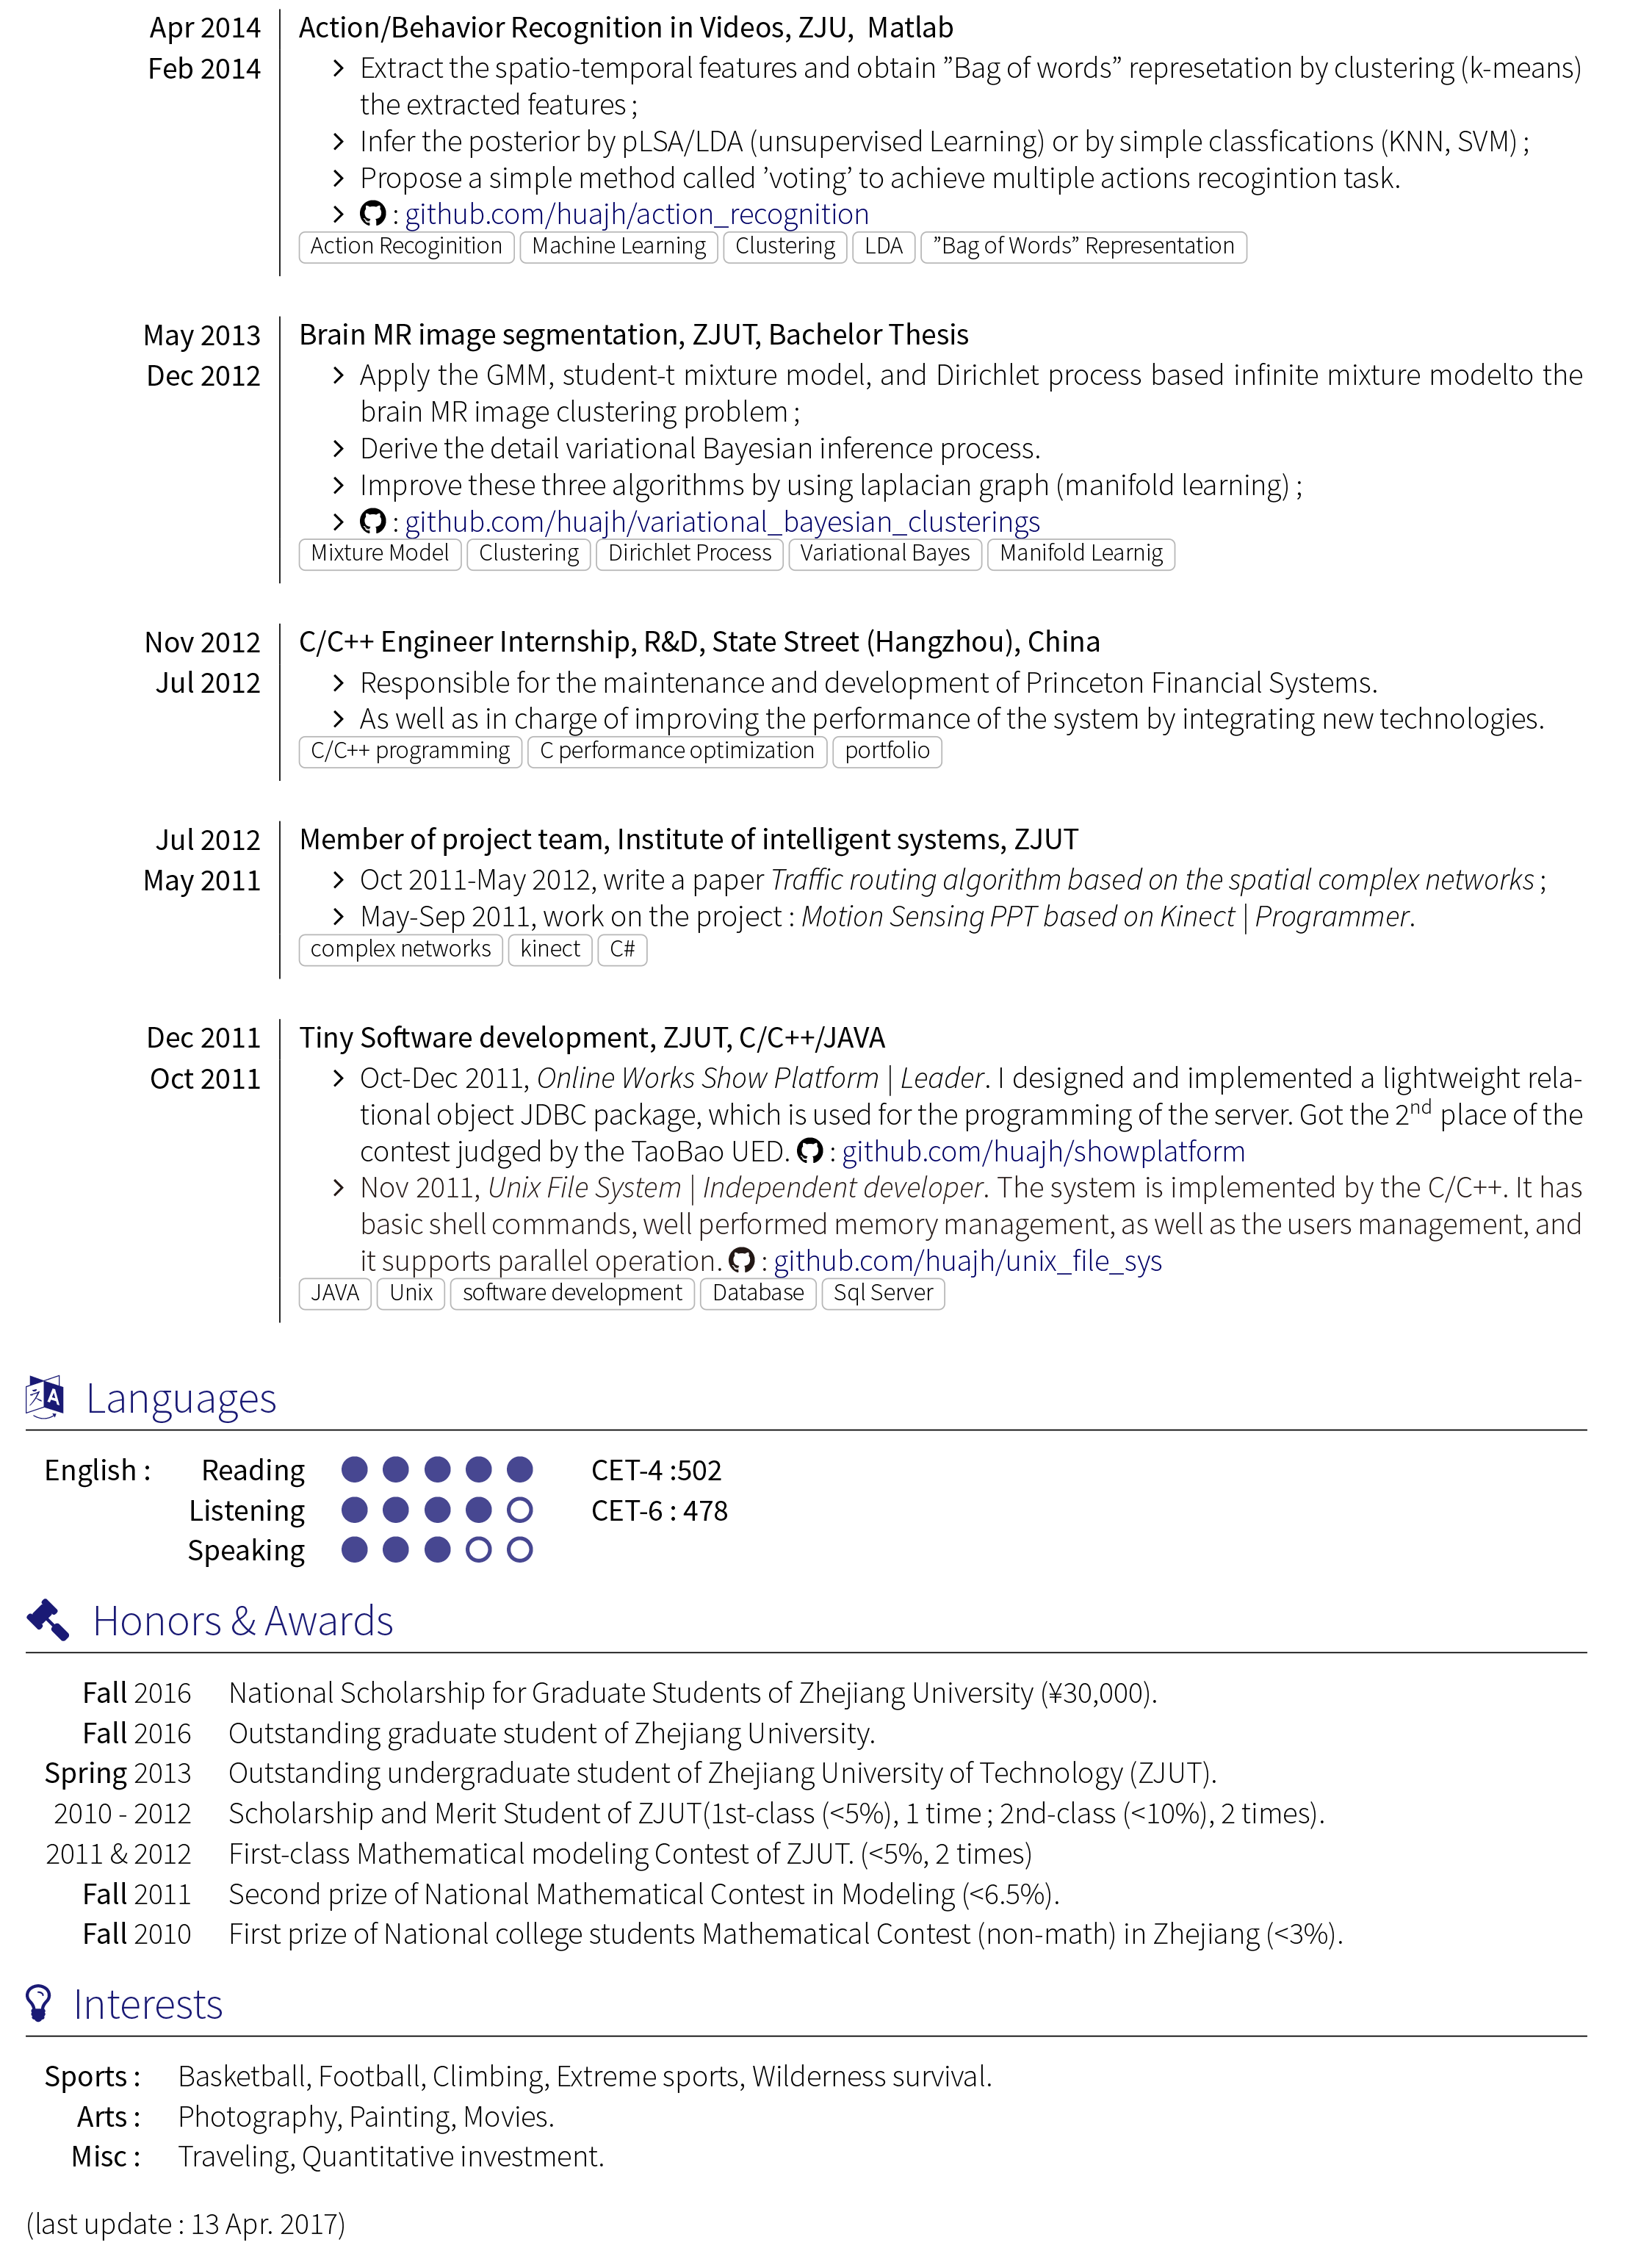 Apr 2014 Action/Behavior Recognition in Videos, ZJU, Matlab
Feb 2014 Extract the spatio-temporal features and obtain ”Bag of words” represetation by clustering (k-means)
the extracted features ;
Infer the posterior by pLSA/LDA (unsupervised Learning) or by simple classfications (KNN, SVM) ;
Propose a simple method called ’voting’ to achieve multiple actions recogintion task.
: github.com/huajh/action_recognition
Action Recoginition Machine Learning Clustering LDA ”Bag of Words” Representation
May 2013 Brain MR image segmentation, ZJUT, Bachelor Thesis
Dec 2012 Apply the GMM, student-t mixture model, and Dirichlet process based infinite mixture modelto the
brain MR image clustering problem ;
Derive the detail variational Bayesian inference process.
Improve these three algorithms by using laplacian graph (manifold learning) ;
: github.com/huajh/variational_bayesian_clusterings
Mixture Model Clustering Dirichlet Process Variational Bayes Manifold Learnig
Nov 2012 C/C++ Engineer Internship, R&D, State Street (Hangzhou), China
Jul 2012 Responsible for the maintenance and development of Princeton Financial Systems.
As well as in charge of improving the performance of the system by integrating new technologies.
C/C++ programming C performance optimization portfolio
Jul 2012 Member of project team, Institute of intelligent systems, ZJUT
May 2011 Oct 2011-May 2012, write a paper Traffic routing algorithm based on the spatial complex networks ;
May-Sep 2011, work on the project : Motion Sensing PPT based on Kinect | Programmer.
complex networks kinect C#
Dec 2011 Tiny Software development, ZJUT, C/C++/JAVA
Oct 2011 Oct-Dec 2011, Online Works Show Platform | Leader. I designed and implemented a lightweight rela-
tional object JDBC package, which is used for the programming of the server. Got the 2nd place of the
contest judged by the TaoBao UED. : github.com/huajh/showplatform
Nov 2011, Unix File System | Independent developer. The system is implemented by the C/C++. It has
basic shell commands, well performed memory management, as well as the users management, and
it supports parallel operation. : github.com/huajh/unix_file_sys
JAVA Unix software development Database Sql Server
Languages
English : Reading CET-4 :502
Listening CET-6 : 478
Speaking
Honors & Awards
Fall 2016 National Scholarship for Graduate Students of Zhejiang University (¥30,000).
Fall 2016 Outstanding graduate student of Zhejiang University.
Spring 2013 Outstanding undergraduate student of Zhejiang University of Technology (ZJUT).
2010 - 2012 Scholarship and Merit Student of ZJUT(1st-class (<5%), 1 time ; 2nd-class (<10%), 2 times).
2011 & 2012 First-class Mathematical modeling Contest of ZJUT. (<5%, 2 times)
Fall 2011 Second prize of National Mathematical Contest in Modeling (<6.5%).
Fall 2010 First prize of National college students Mathematical Contest (non-math) in Zhejiang (<3%).
Interests
Sports : Basketball, Football, Climbing, Extreme sports, Wilderness survival.
Arts : Photography, Painting, Movies.
Misc : Traveling, Quantitative investment.
(last update : 13 Apr. 2017)